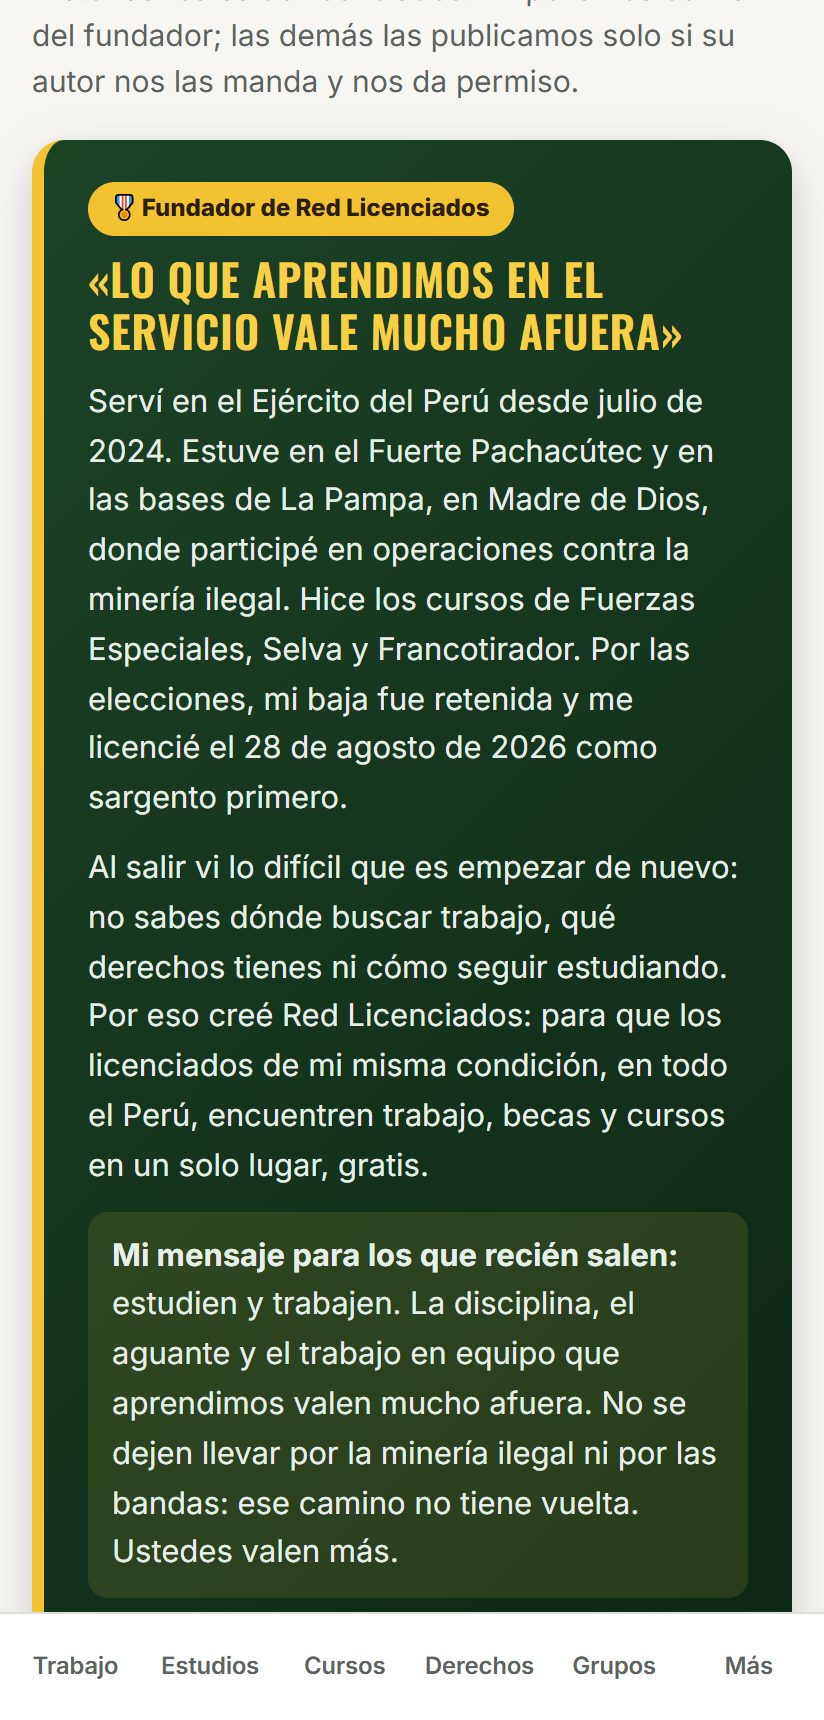 del fundador; las demás las publicamos solo si su
autor nos las manda y nos da permiso.
Fundador de Red Licenciados
«LO QUE APRENDIMOS EN EL
SERVICIO VALE MUCHO AFUERA»
Serví en el Ejército del Perú desde julio de
2024. Estuve en el Fuerte Pachacútec y en
las bases de La Pampa, en Madre de Dios,
donde participé en operaciones contra la
minería ilegal. Hice los cursos de Fuerzas
Especiales, Selva y Francotirador. Por las
elecciones, mi baja fue retenida y me
licencié el 28 de agosto de 2026 como
sargento primero.
Al salir vi lo difícil que es empezar de nuevo:
no sabes dónde buscar trabajo, qué
derechos tienes ni cómo seguir estudiando.
Por eso creé Red Licenciados: para que los
licenciados de mi misma condición, en todo
el Perú, encuentren trabajo, becas y cursos
en un solo lugar, gratis.
Mi mensaje para los que recién salen:
estudien y trabajen. La disciplina, el
aguante y el trabajo en equipo que
aprendimos valen mucho afuera. No se
dejen llevar por la minería ilegal ni por las
bandas: ese camino no tiene vuelta.
Ustedes valen más.
Trabajo Estudios Cursos Derechos Grupos Más